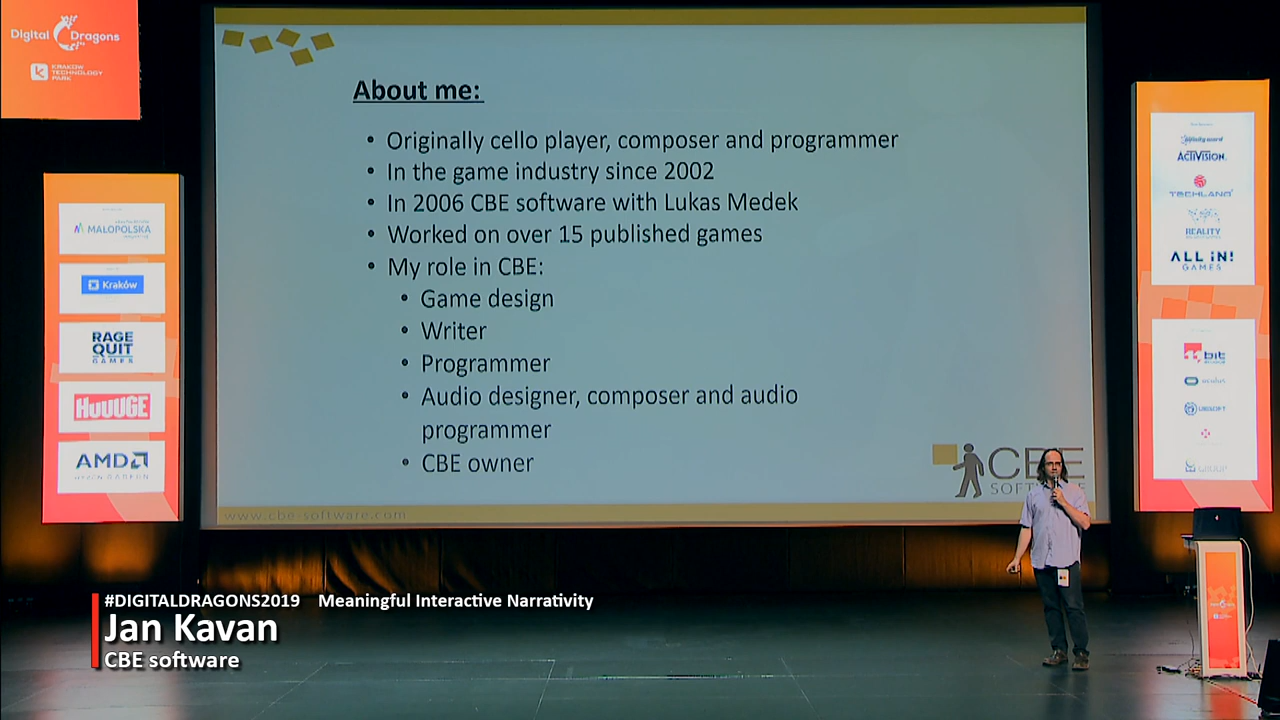 Digital Dragons
KRAKOW
TECHNOLOGY
PARK
About me:
• Originally cello player, composer and programmer
• In the game industry since 2002
• In 2006 CBE software with Lukas Medek
• Worked on over 15 published games
• My role in CBE:
• Game design
• Writer
• Programmer
• Audio designer, composer and audio
programmer
• CBE owner
CBE
www.cbe-software.com
MALOPOLSKA
Kraków
RAGE
QUIT
GAMES
HUUUGE
AMD
ACTIVISION
TECHLAND
REALITY
ALL IN!
GAMES
11 bit
oculus
UBISOFT
GROUP
#DIGITALDRAGONS2019 Meaningful Interactive Narrativity
Jan Kavan
CBE software